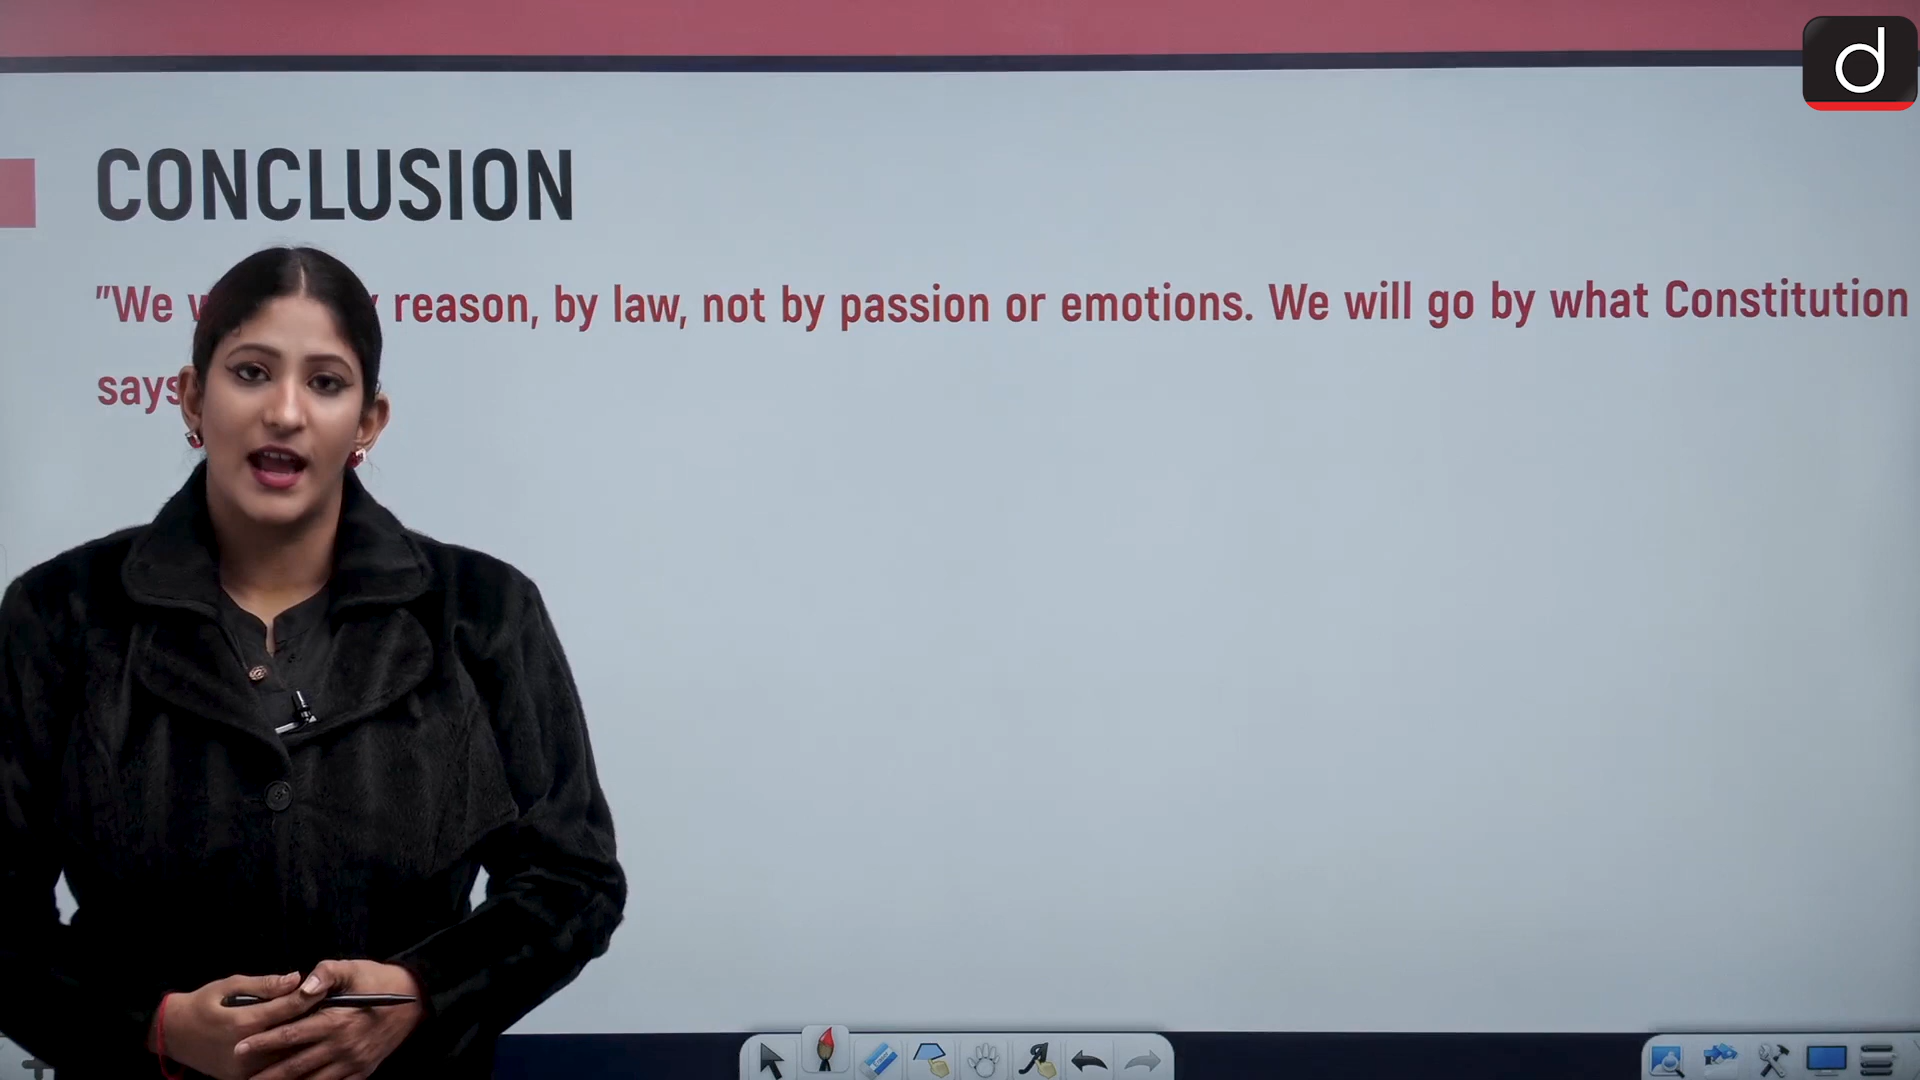 d
CONCLUSION
"We reason, by law, not by passion or emotions. We will go by what Constitution
says